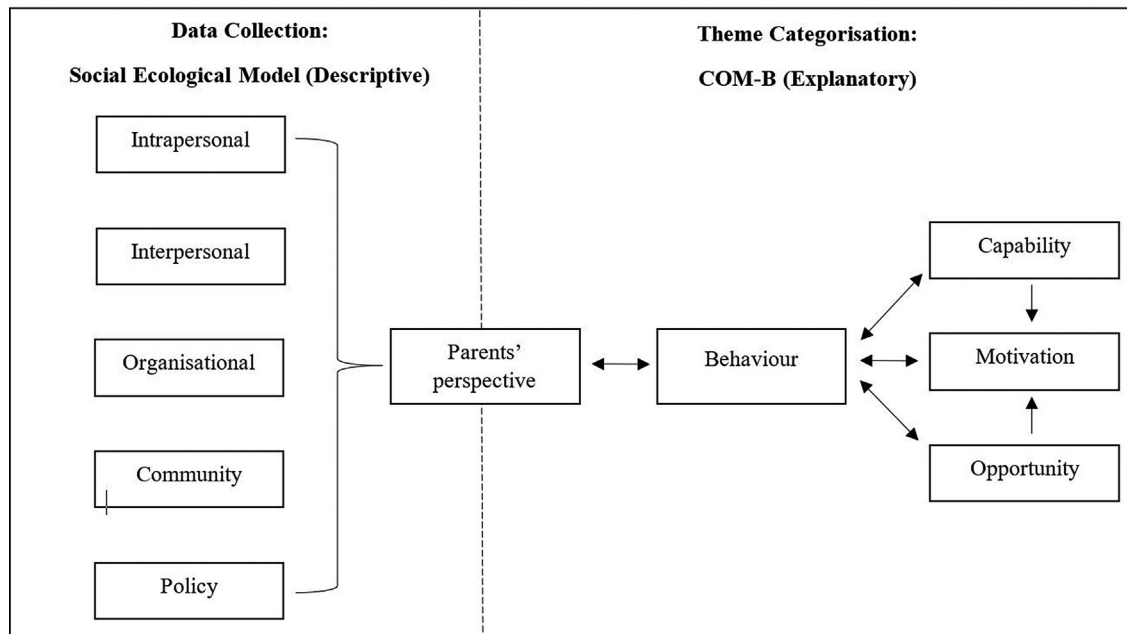 Data Collection:
Social Ecological Model (Descriptive)
Intrapersonal
Interpersonal
Organisational
Community
Policy
Parents’
perspective
Theme Categorisation:
COM-B (Explanatory)
Behaviour
Capability
Motivation
Opportunity